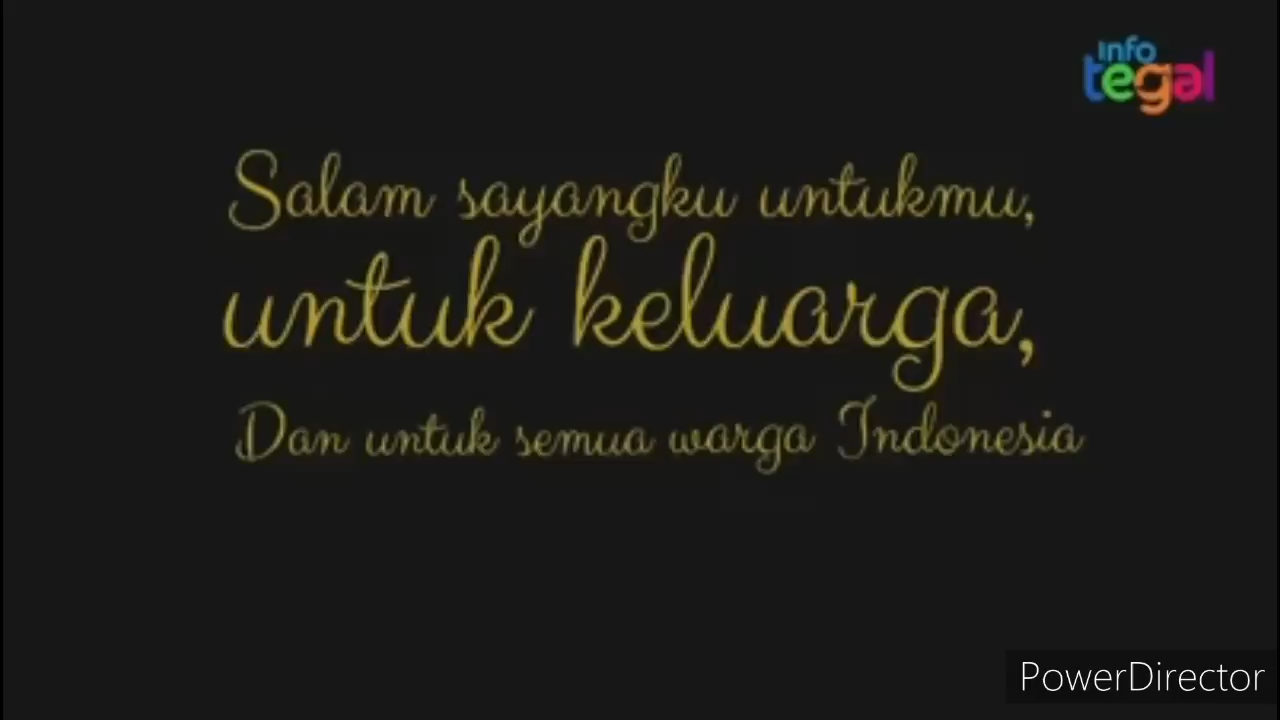 info
tegal
Salam sayangku untukmu,
untuk keluarga,
Dan untuk semua warga Indonesia
PowerDirector